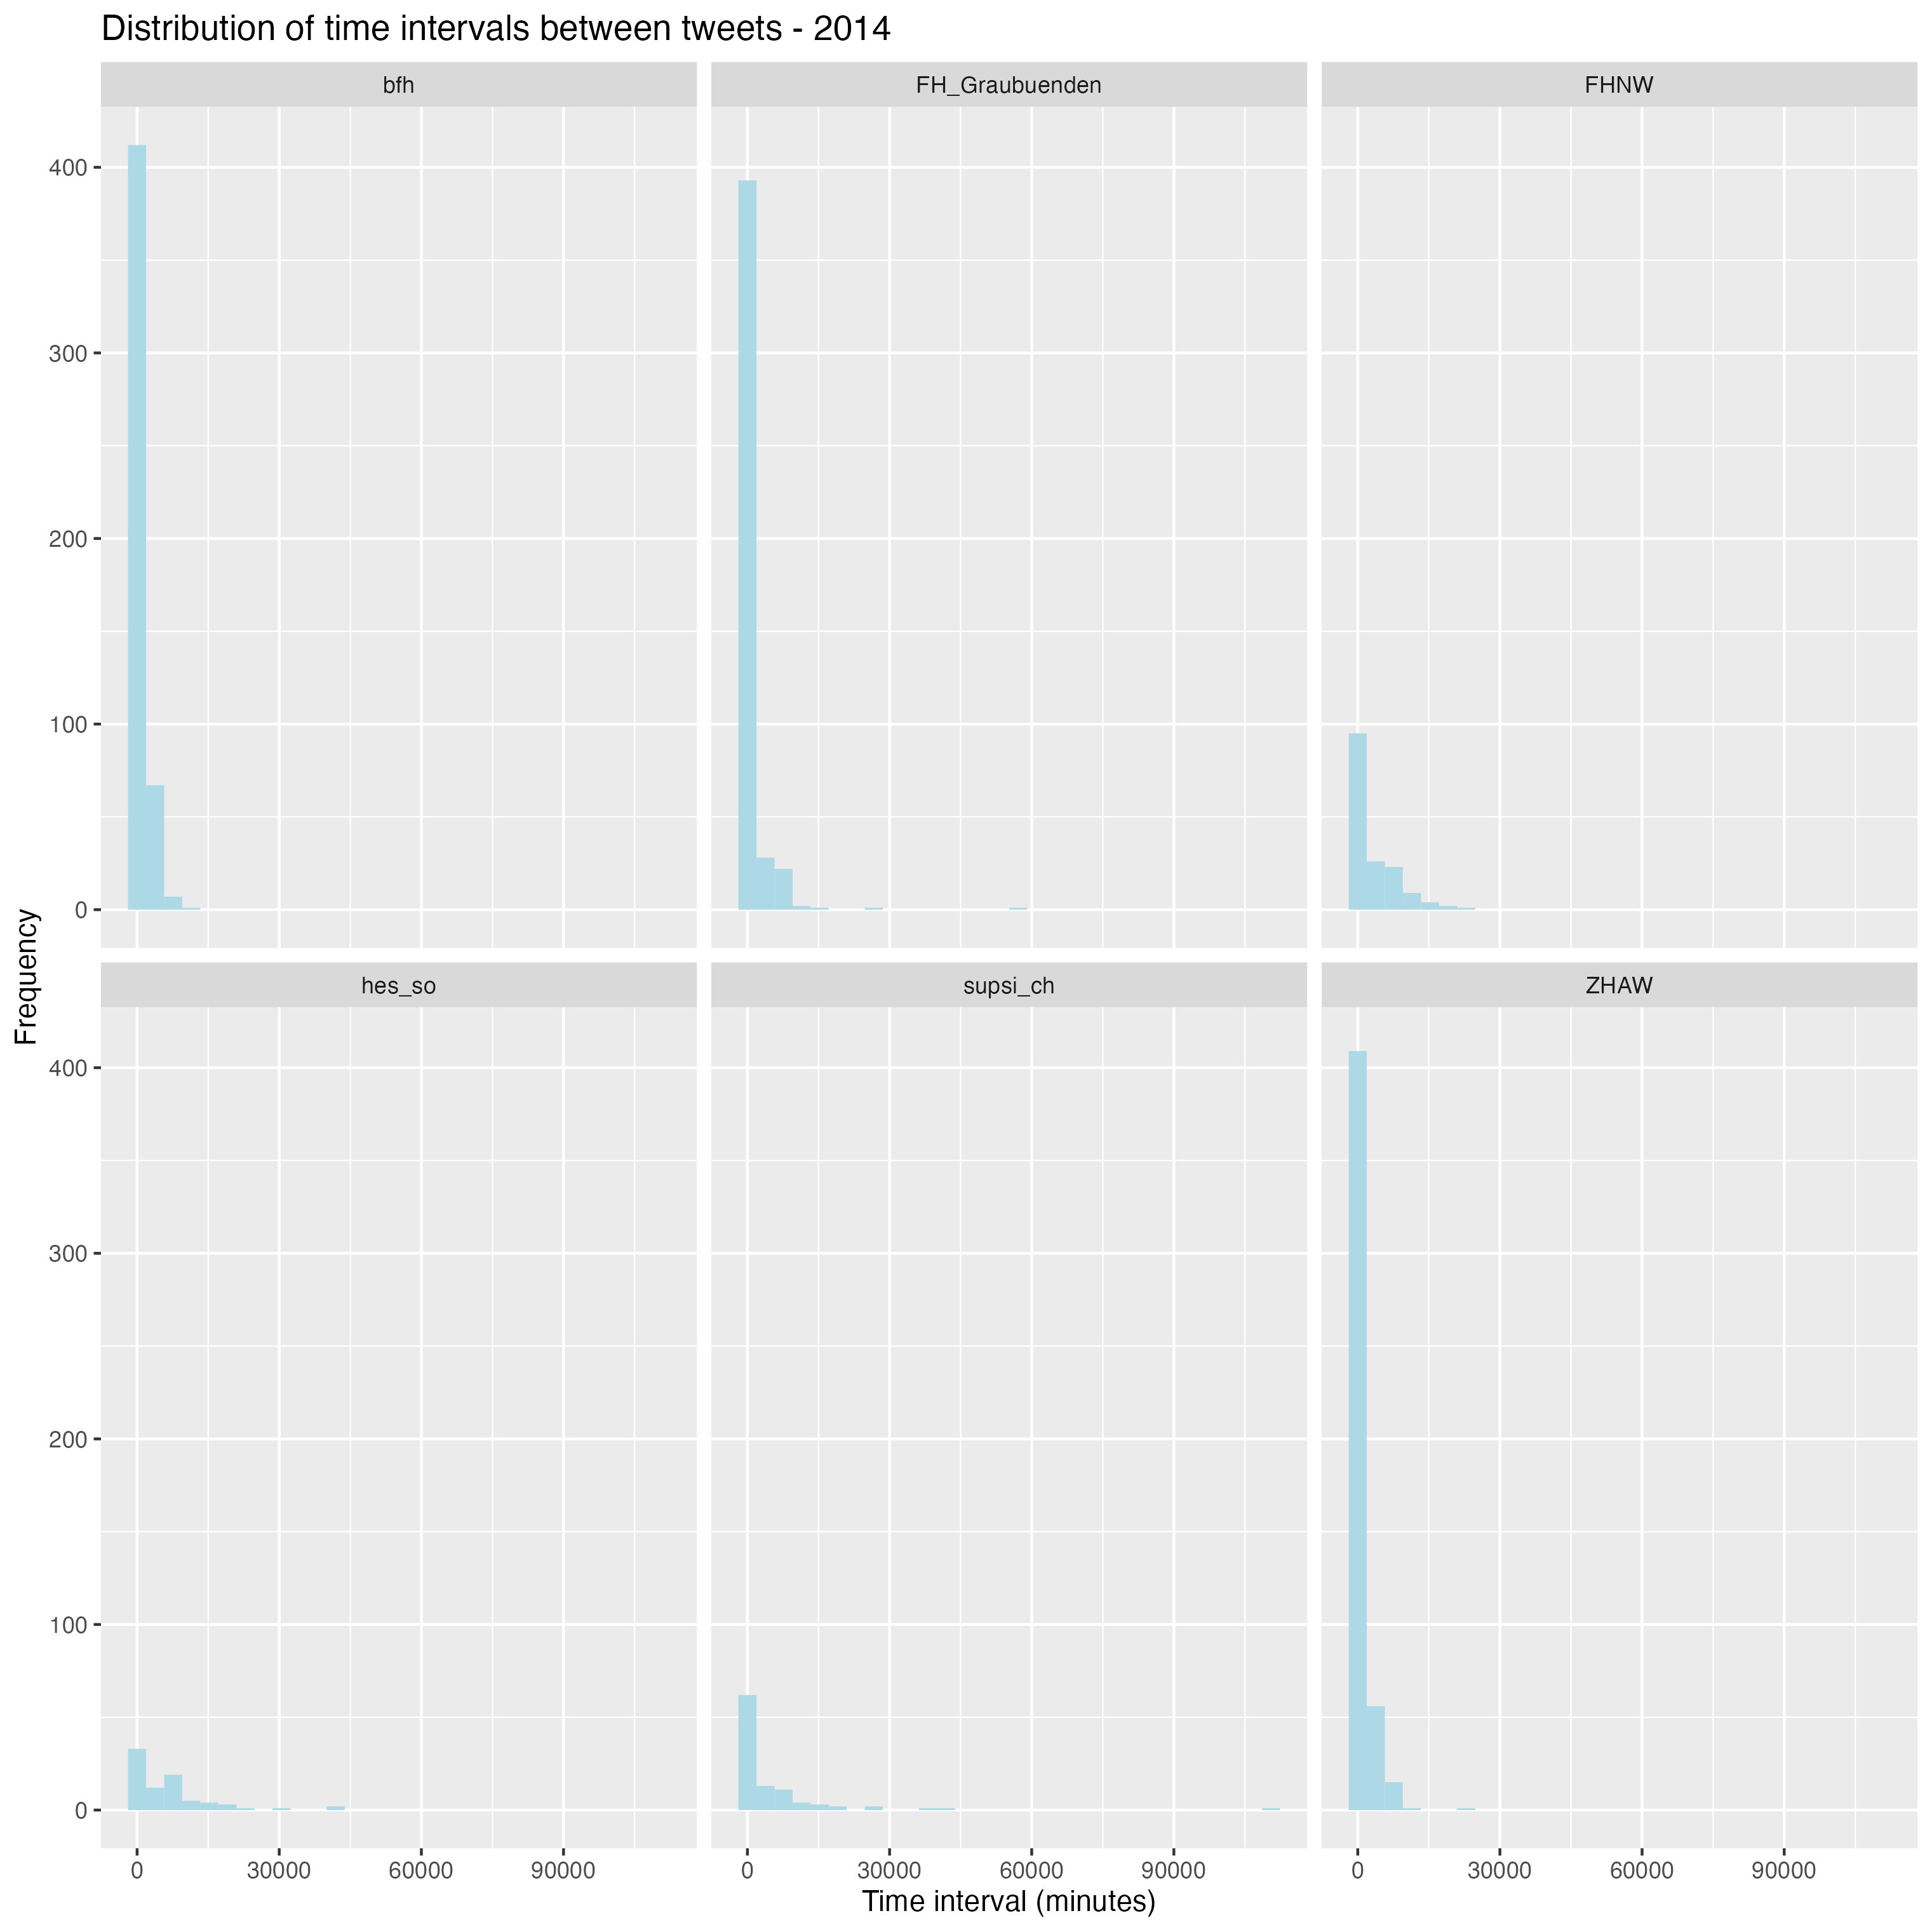 Distribution of time intervals between tweets - 2014
bfh
FH_Graubuenden
FHNW
400
300
200
100
0
hes_so
supsi_ch
ZHAW
400
300
200
100
0
Frequency
0 30000 60000 90000
0 30000 60000 90000
0 30000 60000 90000
Time interval (minutes)